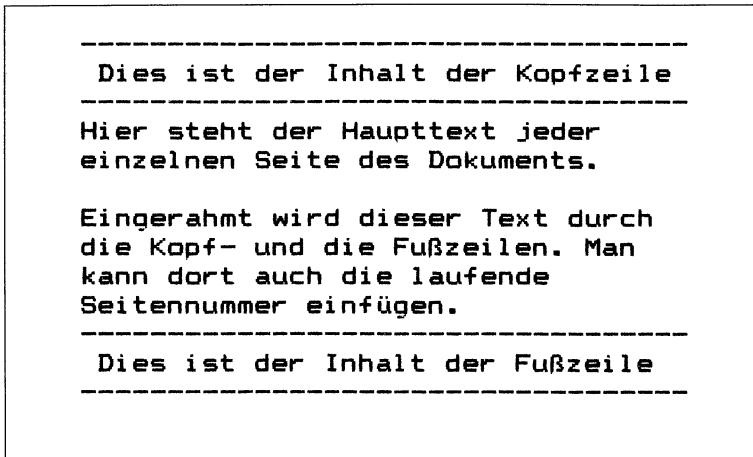 ------------------------------------
Dies ist der Inhalt der Kopfzeile
------------------------------------
Hier steht der Haupttext jeder
einzelnen Seite des Dokuments.

Eingerahmt wird dieser Text durch
die Kopf- und die Fußzeilen. Man
kann dort auch die laufende
Seitennummer einfügen.
------------------------------------
Dies ist der Inhalt der Fußzeile
------------------------------------